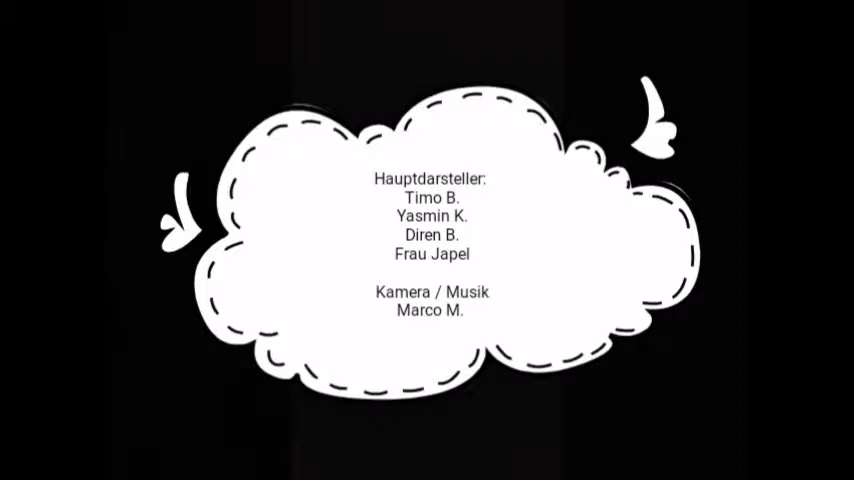 Hauptdarsteller:
Timo B.
Yasmin K.
Diren B.
Frau Japel
Kamera / Musik
Marco M.